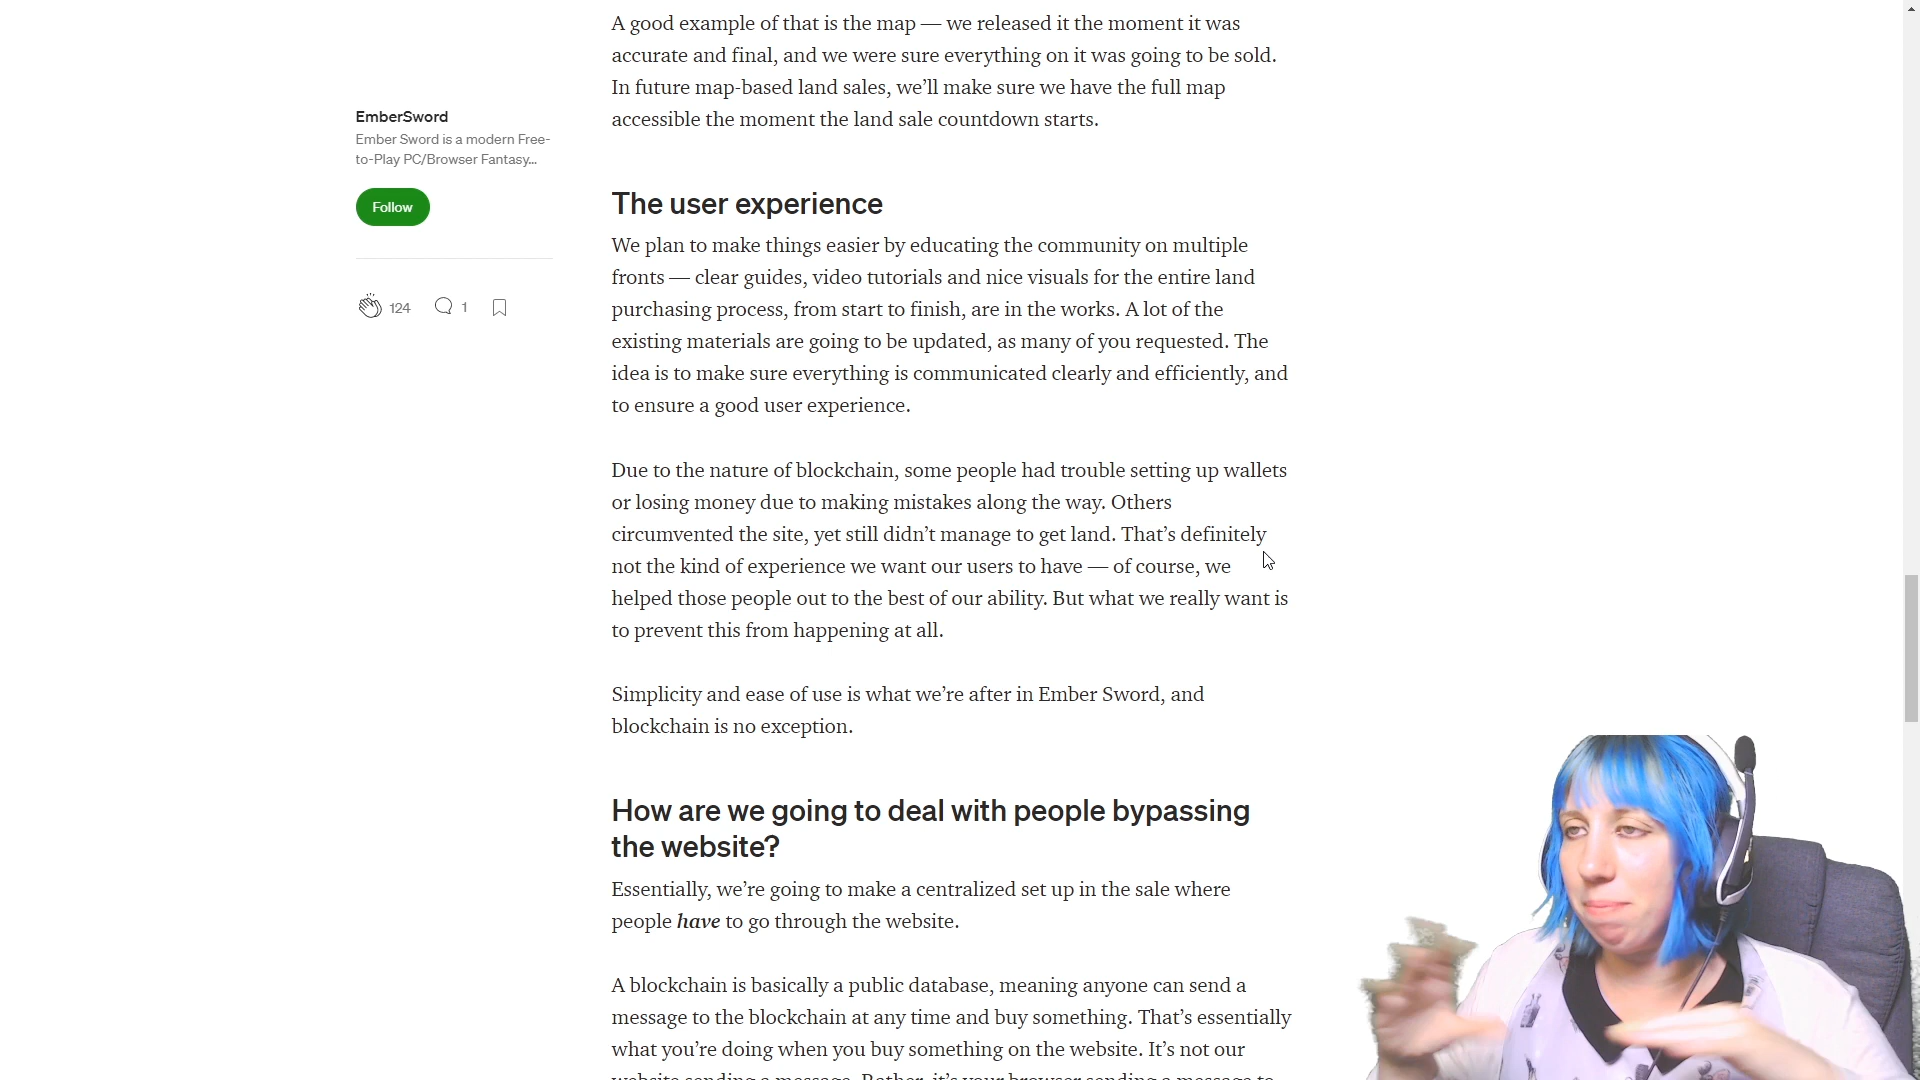 A good example of that is the map — we released it the moment it was
accurate and final, and we were sure everything on it was going to be sold.
In future map-based land sales, we’ll make sure we have the full map
accessible the moment the land sale countdown starts.
EmberSword
Ember Sword is a modern Free-
to-Play PC/Browser Fantasy...
Follow
124
1
The user experience
We plan to make things easier by educating the community on multiple
fronts — clear guides, video tutorials and nice visuals for the entire land
purchasing process, from start to finish, are in the works. A lot of the
existing materials are going to be updated, as many of you requested. The
idea is to make sure everything is communicated clearly and efficiently, and
to ensure a good user experience.
Due to the nature of blockchain, some people had trouble setting up wallets
or losing money due to making mistakes along the way. Others
circumvented the site, yet still didn’t manage to get land. That’s definitely
not the kind of experience we want our users to have — of course, we
helped those people out to the best of our ability. But what we really want is
to prevent this from happening at all.
Simplicity and ease of use is what we’re after in Ember Sword, and
blockchain is no exception.
How are we going to deal with people bypassing
the website?
Essentially, we’re going to make a centralized set up in the sale where
people have to go through the website.
A blockchain is basically a public database, meaning anyone can send a
message to the blockchain at any time and buy something. That’s essentially
what you’re doing when you buy something on the website. It’s not our
website sending a message. Rather, it’s your browser sending a message to